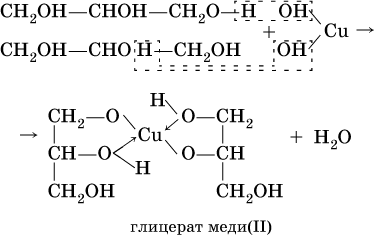 CH₂OH—CHOH—CH₂O—H OH
+ Cu →
CH₂OH—CHOH—CH₂OH OH
→ CH₂—O H O—CH₂
Cu + H₂O
CH—O H O—CH
CH₂OH CH₂OH
глицерат меди(II)